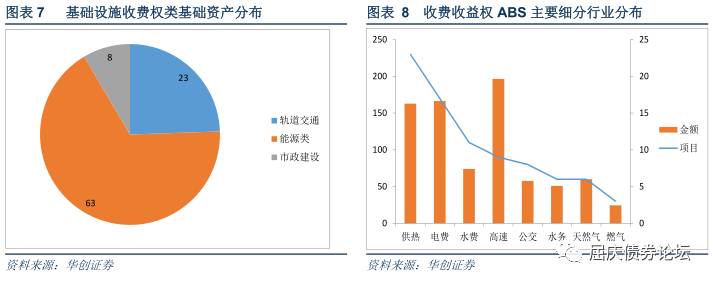 图表 7 基础设施收费权类基础资产分布
8
23
63
轨道交通
能源类
市政建设
资料来源：华创证券
图表 8 收费收益权 ABS 主要细分行业分布
250
200
150
100
50
0
25
20
15
10
5
0
金额
项目
供热 电费 水费 高速 公交 水务 天然气 燃气
资料来源：华创证券
屈庆债券论坛